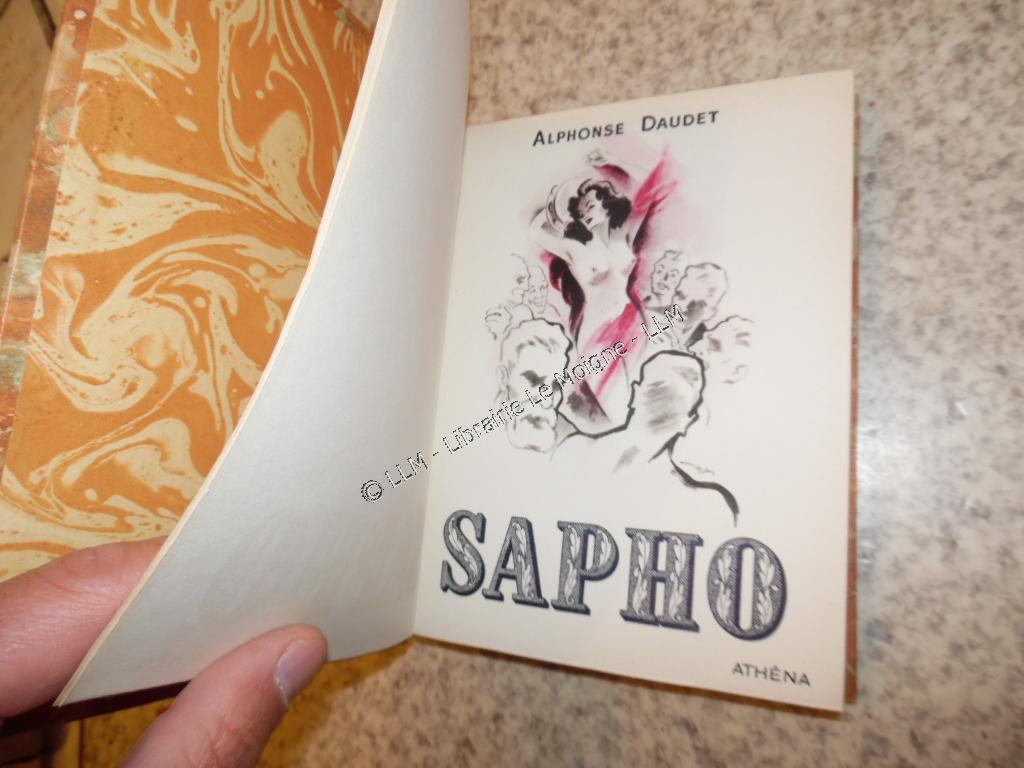 ALPHONSE DAUDET
© LLM - Librairie Le Moigne - LLM
SAPHO
ATHÊNA